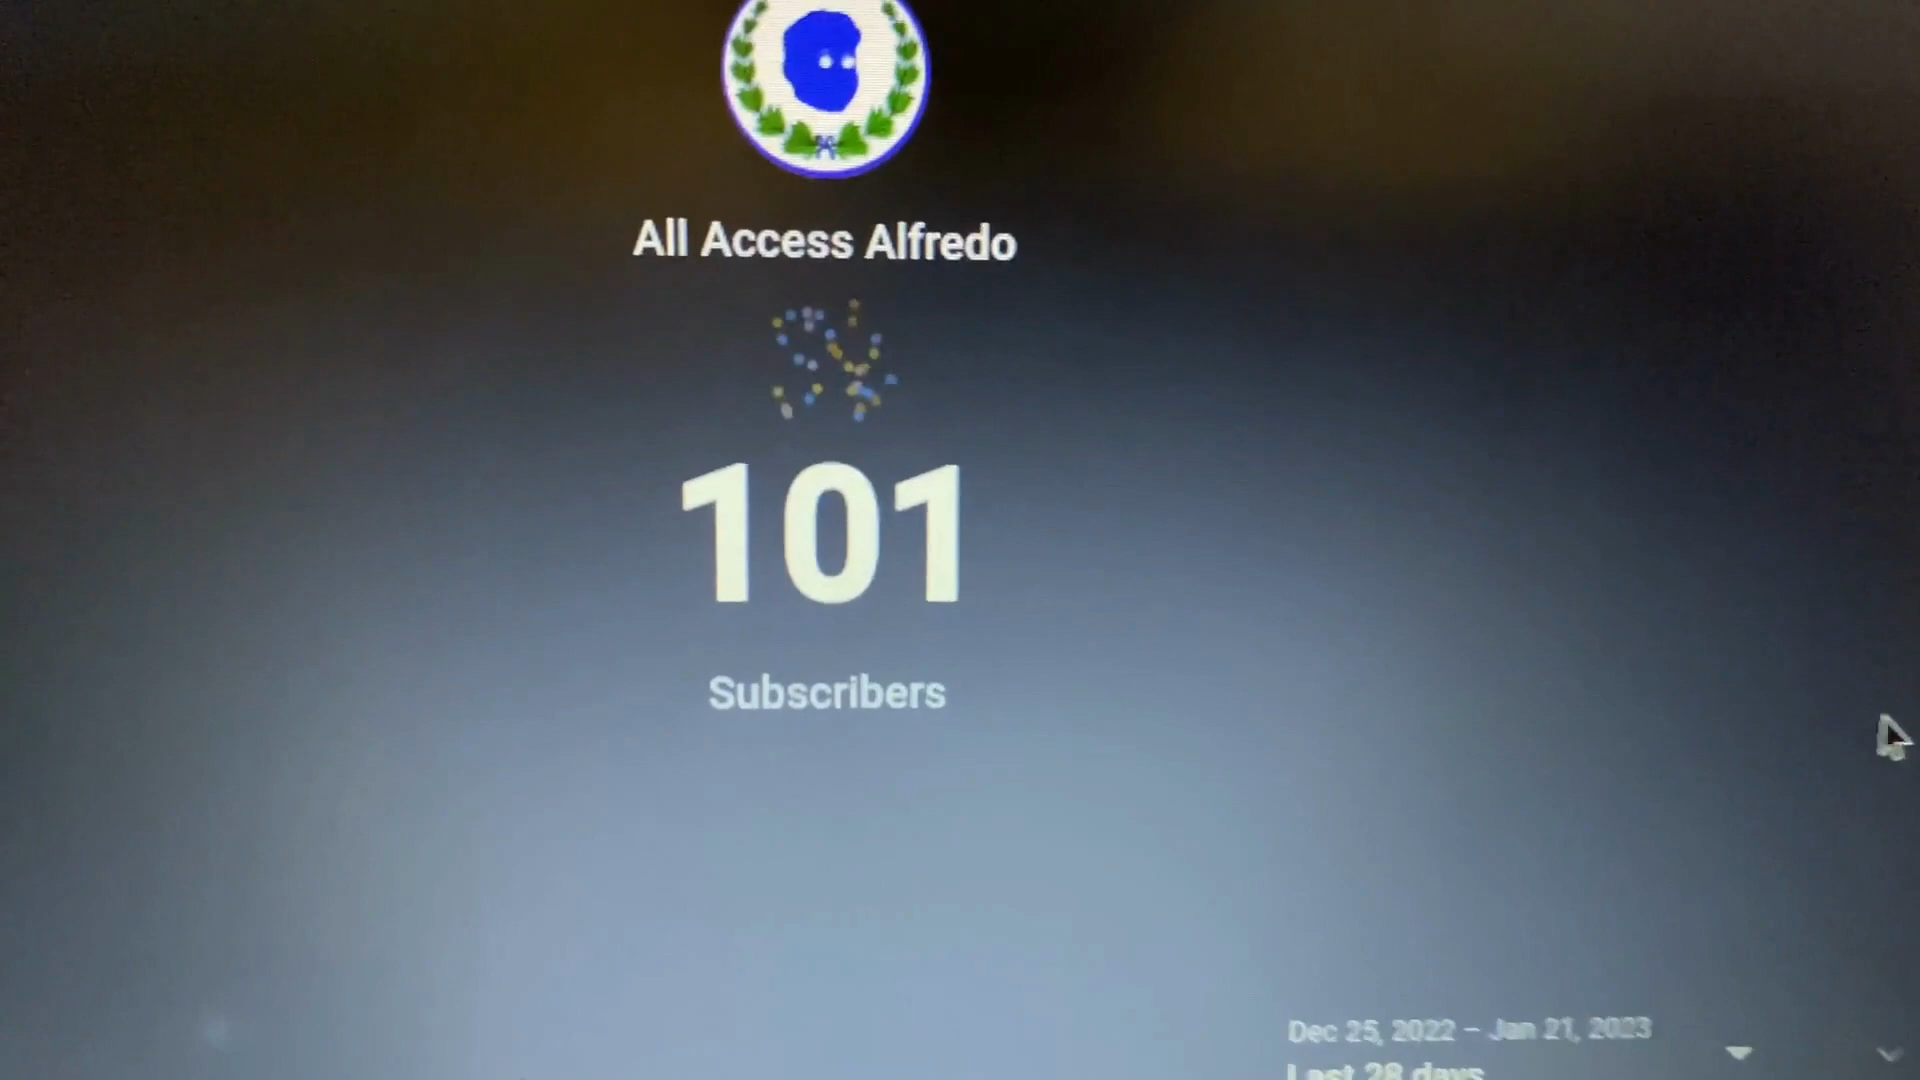 All Access Alfredo
101
Subscribers
Dec 25, 2022 – Jan 21, 2023
Last 28 days